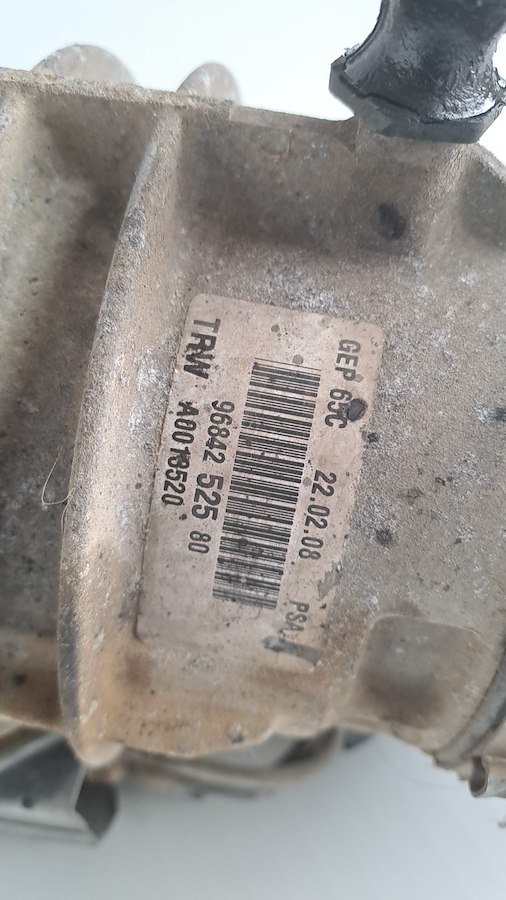 GEP 65C 22.02.08 PSA
96842 525 80
TRW A0018520